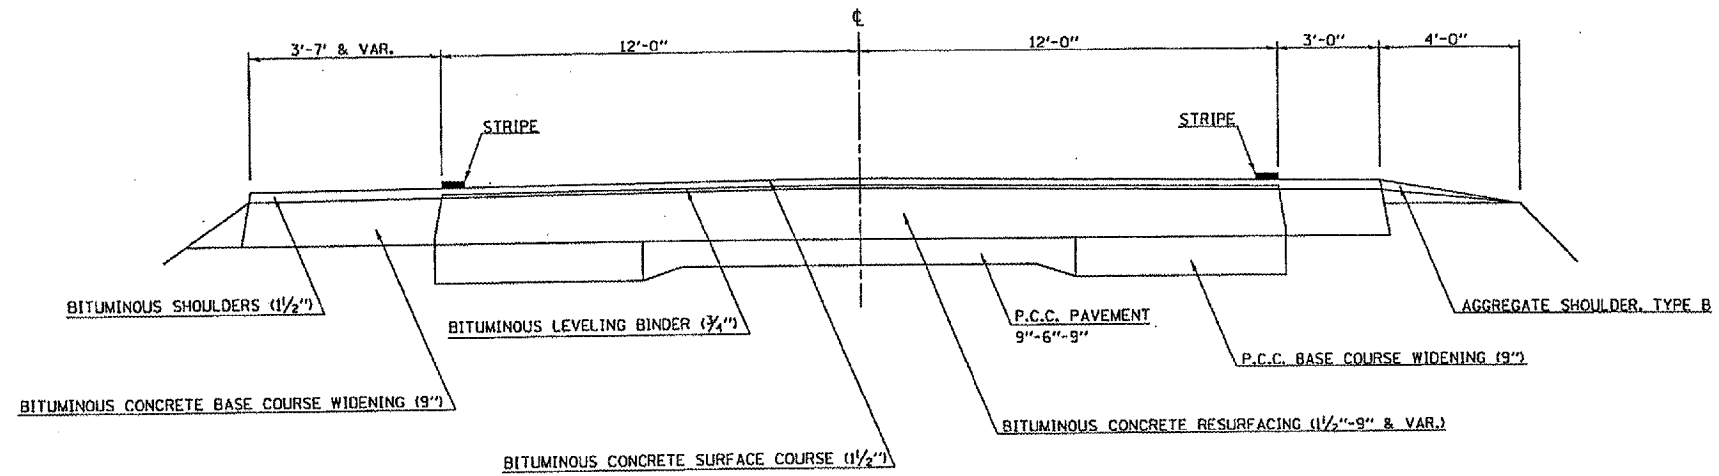 ℄
3'-7' & VAR.
12'-0"
12'-0"
3'-0"
4'-0"
STRIPE
STRIPE
BITUMINOUS SHOULDERS (1½")
BITUMINOUS LEVELING BINDER (¾")
P.C.C. PAVEMENT
9"-6"-9"
AGGREGATE SHOULDER, TYPE B
P.C.C. BASE COURSE WIDENING (9")
BITUMINOUS CONCRETE BASE COURSE WIDENING (9")
BITUMINOUS CONCRETE RESURFACING (1½"-9" & VAR.)
BITUMINOUS CONCRETE SURFACE COURSE (1½")